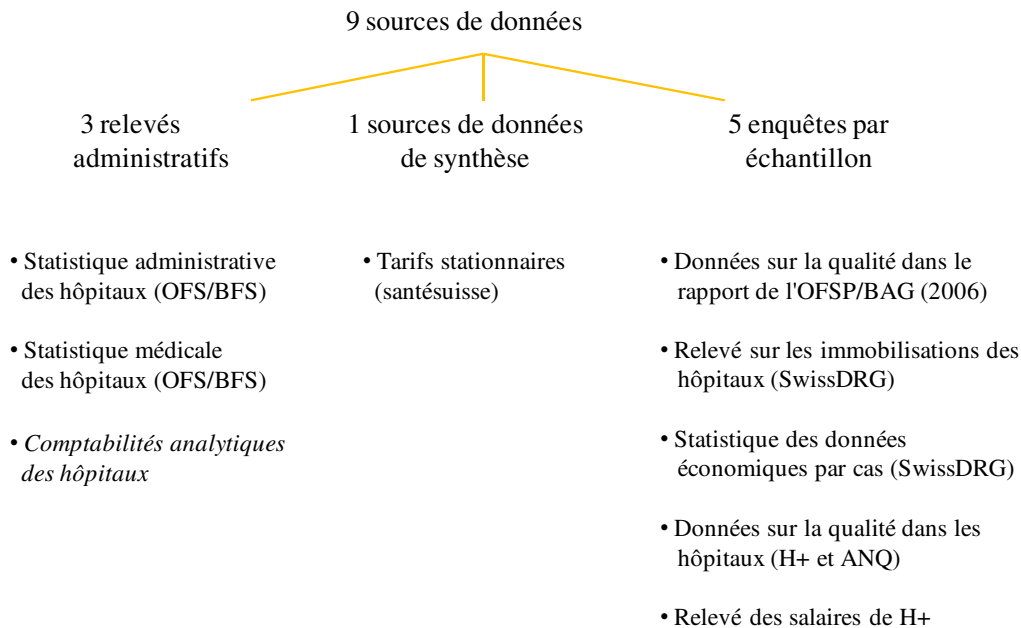 9 sources de données
3 relevés
administratifs
1 sources de données
de synthèse
5 enquêtes par
échantillon
• Statistique administrative
des hôpitaux (OFS/BFS)
• Statistique médicale
des hôpitaux (OFS/BFS)
• Comptabilités analytiques
des hôpitaux
• Tarifs stationnaires
(santésuisse)
• Données sur la qualité dans le
rapport de l'OFSP/BAG (2006)
• Relevé sur les immobilisations des
hôpitaux (SwissDRG)
• Statistique des données
économiques par cas (SwissDRG)
• Données sur la qualité dans les
hôpitaux (H+ et ANQ)
• Relevé des salaires de H+